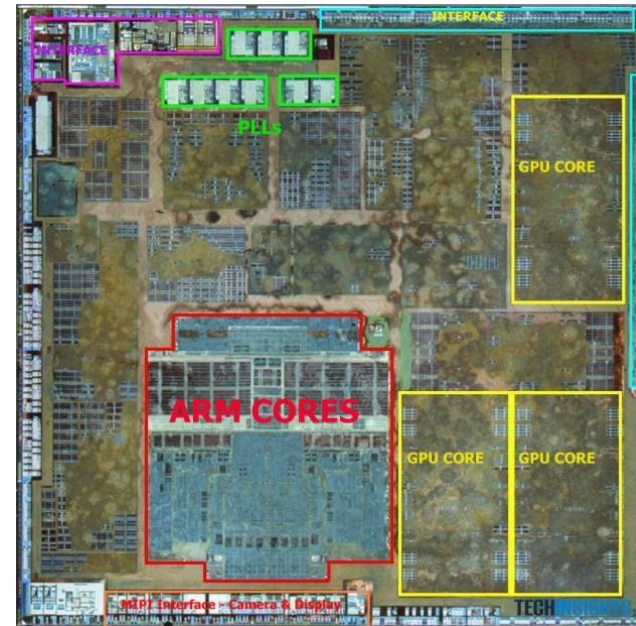 INTERFACE
INTERFACE
PLLs
GPU CORE
ARM CORES
GPU CORE
GPU CORE
MIPI Interface - Camera & Display
TECHINSIGHTS